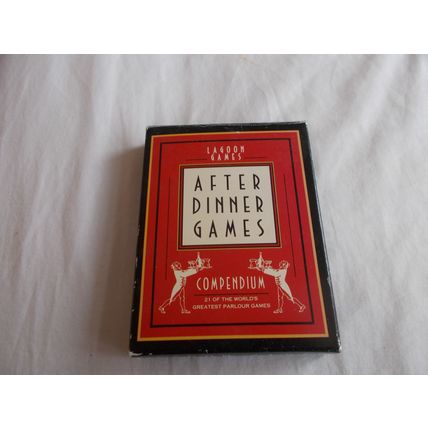 LAGOON
GAMES
AFTER
DINNER
GAMES
COMPENDIUM
21 OF THE WORLD'S
GREATEST PARLOUR GAMES